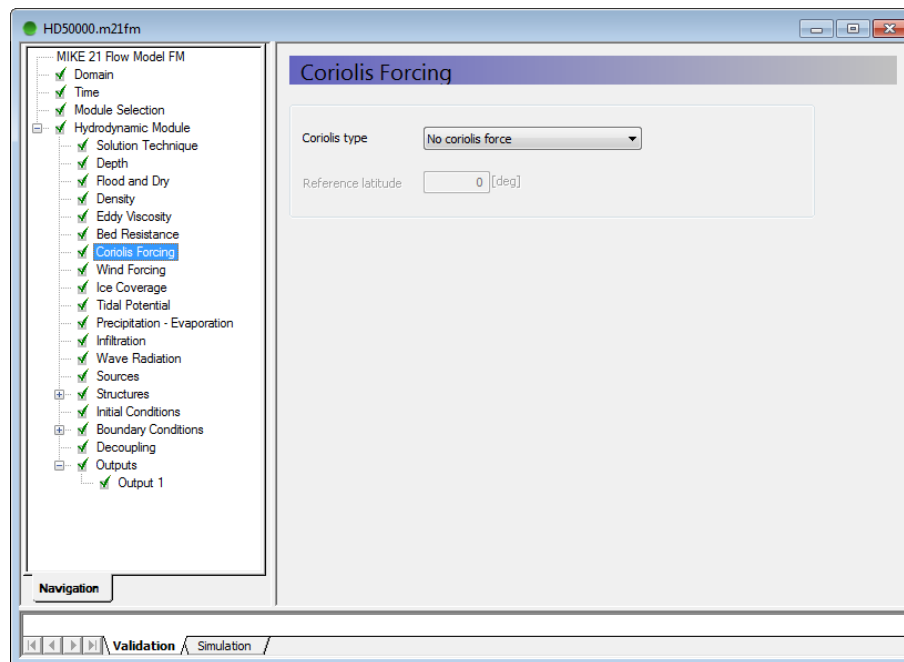 HD50000.m21fm
MIKE 21 Flow Model FM
Domain
Time
Module Selection
Hydrodynamic Module
Solution Technique
Depth
Flood and Dry
Density
Eddy Viscosity
Bed Resistance
Coriolis Forcing
Wind Forcing
Ice Coverage
Tidal Potential
Precipitation - Evaporation
Infiltration
Wave Radiation
Sources
Structures
Initial Conditions
Boundary Conditions
Decoupling
Outputs
Output 1
Navigation
Coriolis Forcing
Coriolis type No coriolis force
Reference latitude 0 [deg]
Validation Simulation